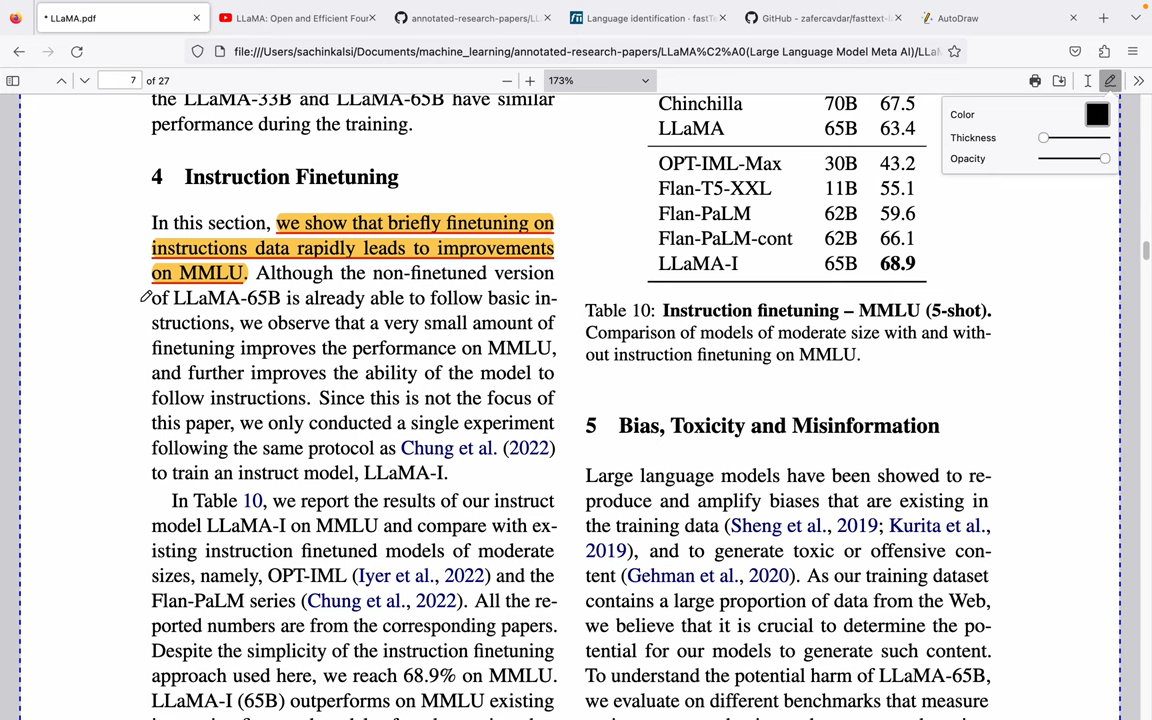 * LLaMA.pdf
LLaMA: Open and Efficient Four
annotated-research-papers/LL
Language identification · fastTe
GitHub - zafercavdar/fasttext-l
AutoDraw
file:///Users/sachinkalsi/Documents/machine_learning/annotated-research-papers/LLaMA%C2%A0(Large Language Model Meta AI)/LLa
7 of 27
173%
Color
Thickness
Opacity
the LLaMA-33B and LLaMA-65B have similar
performance during the training.
4 Instruction Finetuning
In this section, we show that briefly finetuning on
instructions data rapidly leads to improvements
on MMLU. Although the non-finetuned version
of LLaMA-65B is already able to follow basic in-
structions, we observe that a very small amount of
finetuning improves the performance on MMLU,
and further improves the ability of the model to
follow instructions. Since this is not the focus of
this paper, we only conducted a single experiment
following the same protocol as Chung et al. (2022)
to train an instruct model, LLaMA-I.
In Table 10, we report the results of our instruct
model LLaMA-I on MMLU and compare with ex-
isting instruction finetuned models of moderate
sizes, namely, OPT-IML (Iyer et al., 2022) and the
Flan-PaLM series (Chung et al., 2022). All the re-
ported numbers are from the corresponding papers.
Despite the simplicity of the instruction finetuning
approach used here, we reach 68.9% on MMLU.
LLaMA-I (65B) outperforms on MMLU existing
Chinchilla 70B 67.5
LLaMA 65B 63.4
OPT-IML-Max 30B 43.2
Flan-T5-XXL 11B 55.1
Flan-PaLM 62B 59.6
Flan-PaLM-cont 62B 66.1
LLaMA-I 65B 68.9
Table 10: Instruction finetuning – MMLU (5-shot).
Comparison of models of moderate size with and with-
out instruction finetuning on MMLU.
5 Bias, Toxicity and Misinformation
Large language models have been showed to re-
produce and amplify biases that are existing in
the training data (Sheng et al., 2019; Kurita et al.,
2019), and to generate toxic or offensive con-
tent (Gehman et al., 2020). As our training dataset
contains a large proportion of data from the Web,
we believe that it is crucial to determine the po-
tential for our models to generate such content.
To understand the potential harm of LLaMA-65B,
we evaluate on different benchmarks that measure